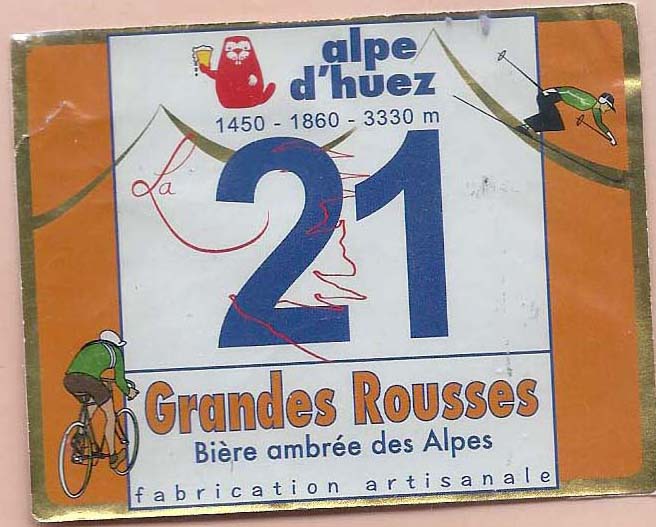 alpe
d'huez
1450 - 1860 - 3330 m
La
21
Grandes Rousses
Bière ambrée des Alpes
fabrication artisanale